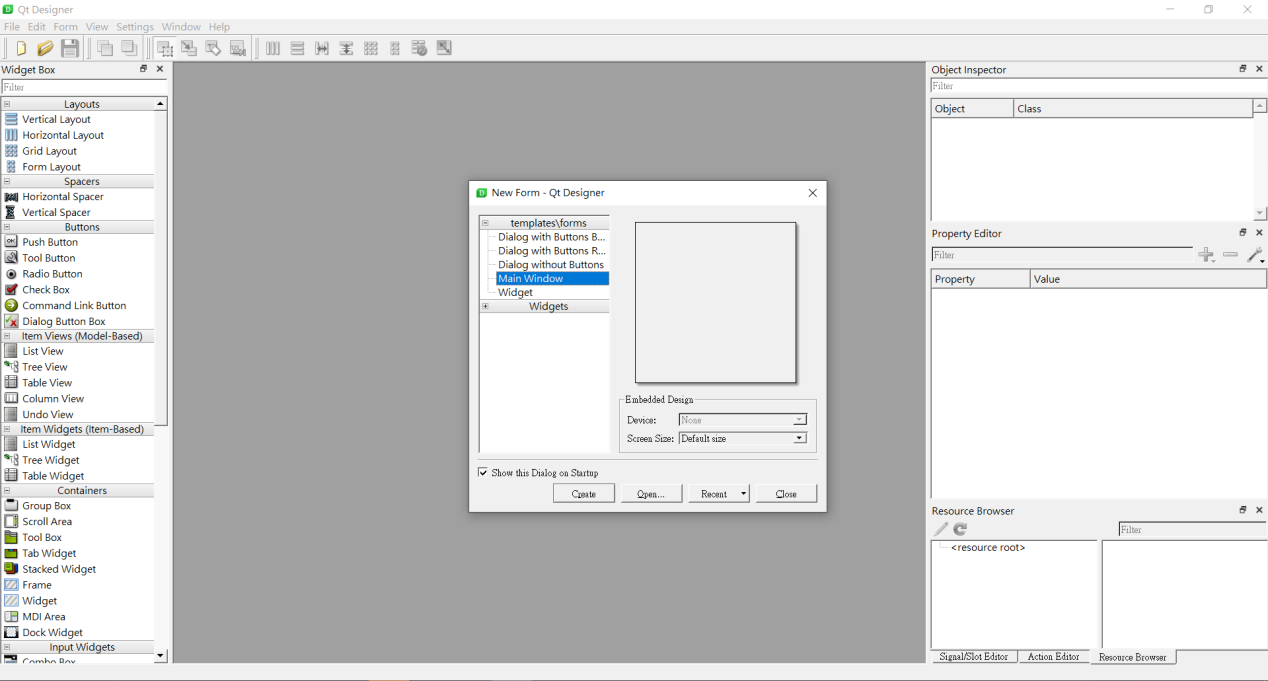 Qt Designer
File Edit Form View Settings Window Help
Widget Box
Filter
Layouts
Vertical Layout
Horizontal Layout
Grid Layout
Form Layout
Spacers
Horizontal Spacer
Vertical Spacer
Buttons
Push Button
Tool Button
Radio Button
Check Box
Command Link Button
Dialog Button Box
Item Views (Model-Based)
List View
Tree View
Table View
Column View
Undo View
Item Widgets (Item-Based)
List Widget
Tree Widget
Table Widget
Containers
Group Box
Scroll Area
Tool Box
Tab Widget
Stacked Widget
Frame
Widget
MDI Area
Dock Widget
Input Widgets
Combo Box
New Form - Qt Designer
templates\forms
Dialog with Buttons B...
Dialog with Buttons R...
Dialog without Buttons
Main Window
Widget
Widgets
Embedded Design
Device: None
Screen Size: Default size
Show this Dialog on Startup
Create Open... Recent Close
Object Inspector
Filter
Object Class
Property Editor
Filter
Property Value
Resource Browser
Filter
<resource root>
Signal/Slot Editor Action Editor Resource Browser